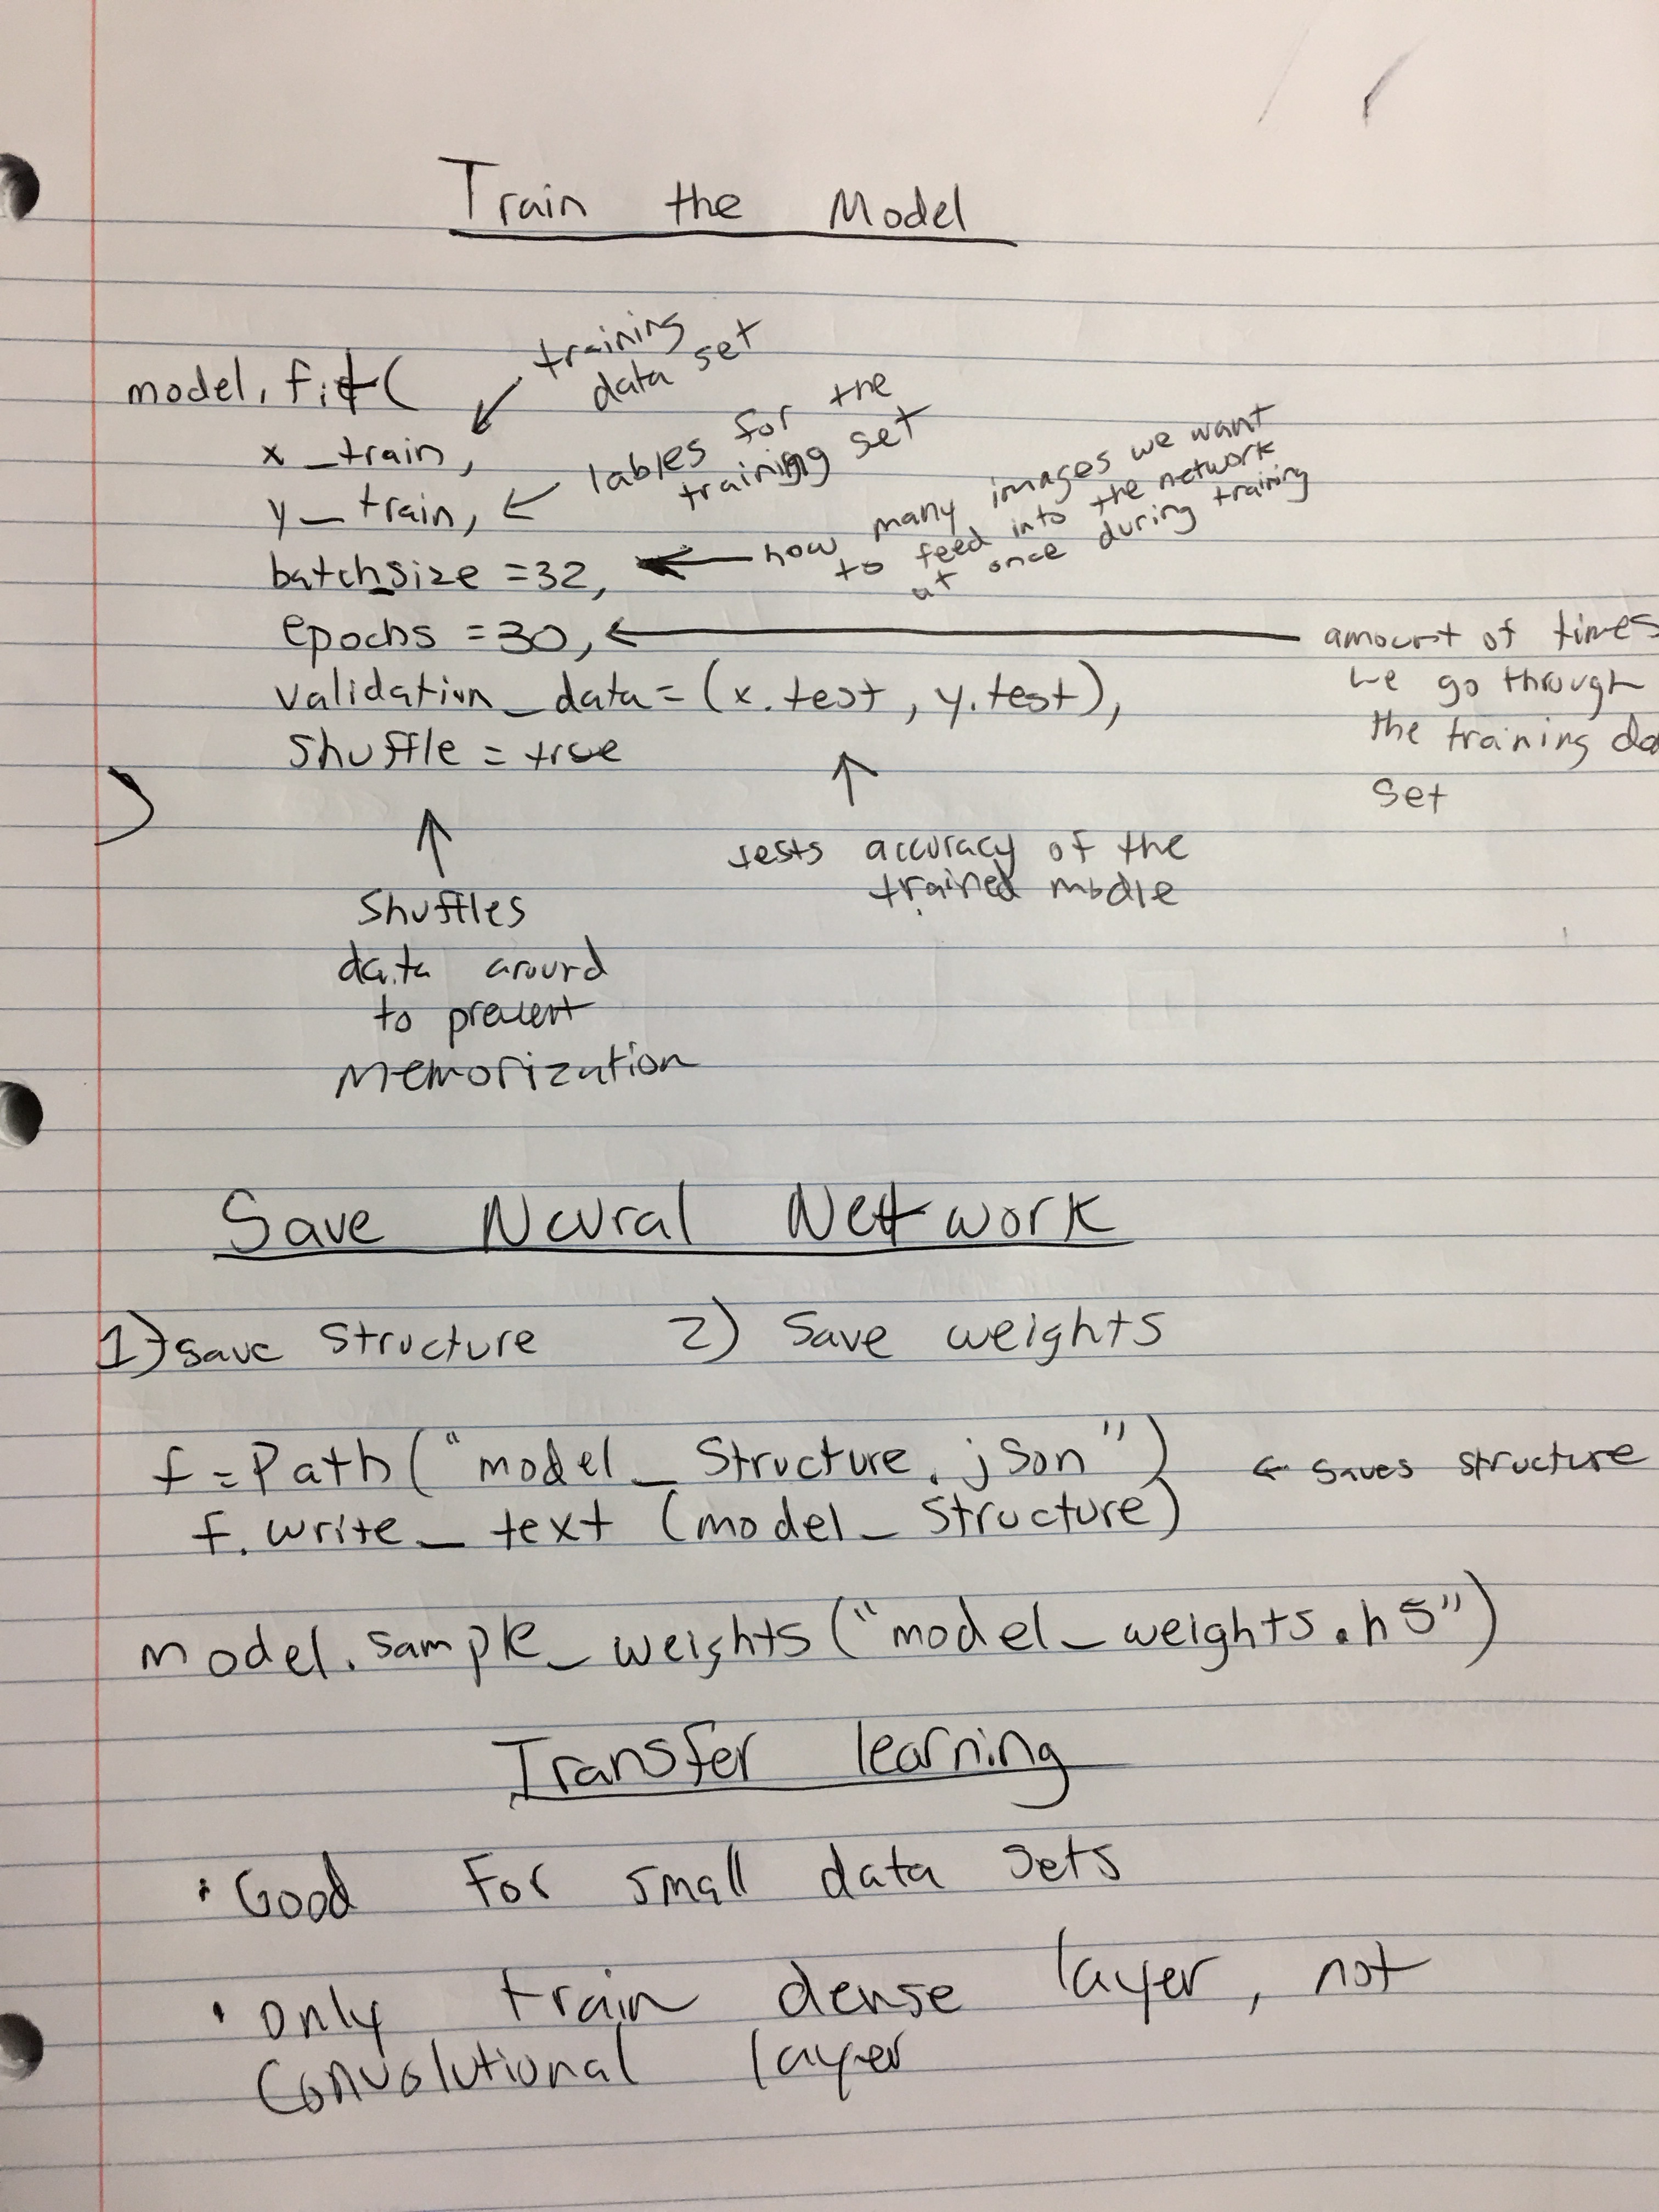 Train the Model
model. fit(
training
data set
x_train,
lables for the
training set
y_train,
how many images we want
to feed into the network
at once during training
batch_size =32,
epochs =30,
amount of times
we go through
the training da
set
validation_data=(x.test, y.test),
Shuffle = true
)
tests accuracy of the
trained modle
Shuffles
data around
to prevent
Memorization
Save Neural Network
1) save Structure 2) Save weights
f=Path("model_Structure.json")
← saves structure
f.write_text (model_Structure)
model.sample_weights("model_weights.h5")
Transfer learning
• Good For small data sets
• only train dense layer, not
Convolutional layer